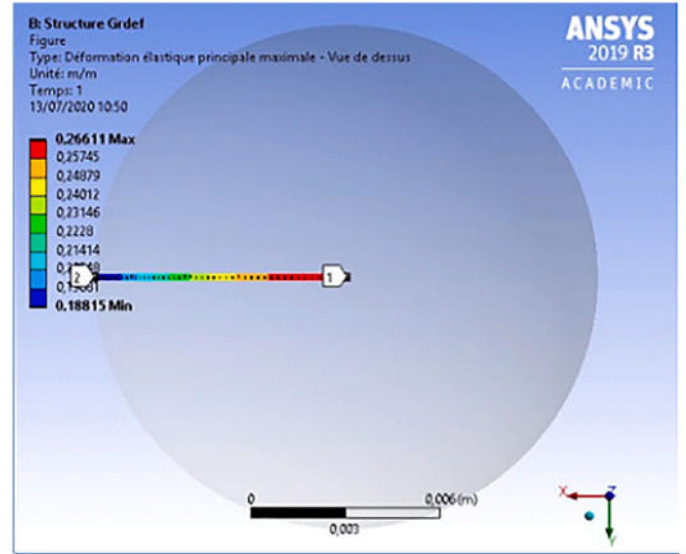 B: Structure Grdef
Figure
Type: Déformation élastique principale maximale - Vue de dessus
Unité: m/m
Temps: 1
13/07/2020 10:50
ANSYS
2019 R3
ACADEMIC
0,26611 Max
0,25745
0,24879
0,24012
0,23146
0,2228
0,21414
2
1
0,18815 Min
0
0,006 (m)
0,003
X
Z
Y